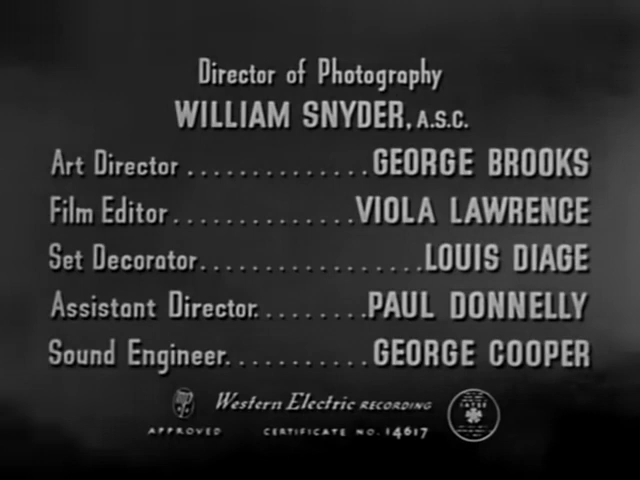 Director of Photography
WILLIAM SNYDER, A.S.C.
Art Director ..............GEORGE BROOKS
Film Editor.............VIOLA LAWRENCE
Set Decorator..................LOUIS DIAGE
Assistant Director.........PAUL DONNELLY
Sound Engineer............GEORGE COOPER
Western Electric RECORDING
APPROVED CERTIFICATE NO. 14617